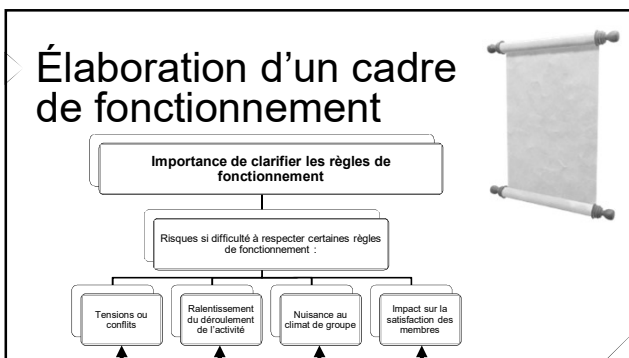 Élaboration d’un cadre
de fonctionnement
Importance de clarifier les règles de
fonctionnement
Risques si difficulté à respecter certaines règles
de fonctionnement :
Tensions ou
conflits
Ralentissement
du déroulement
de l’activité
Nuisance au
climat de groupe
Impact sur la
satisfaction des
membres